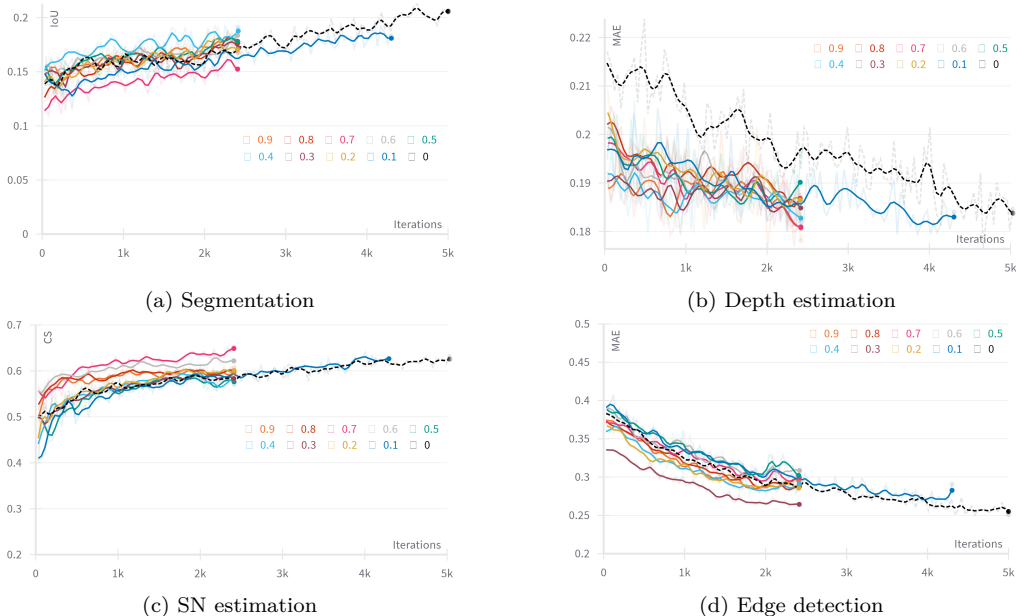 IoU
0.2
0.15
0.1
0.05
0
□ 0.9 □ 0.8 □ 0.7 □ 0.6 □ 0.5
□ 0.4 □ 0.3 □ 0.2 □ 0.1 □ 0
Iterations
0 1k 2k 3k 4k 5k
(a) Segmentation
MAE
0.22
0.21
0.2
0.19
0.18
□ 0.9 □ 0.8 □ 0.7 □ 0.6 □ 0.5
□ 0.4 □ 0.3 □ 0.2 □ 0.1 □ 0
Iterations
0 1k 2k 3k 4k 5k
(b) Depth estimation
CS
0.7
0.6
0.5
0.4
0.2
□ 0.9 □ 0.8 □ 0.7 □ 0.6 □ 0.5
□ 0.4 □ 0.3 □ 0.2 □ 0.1 □ 0
Iterations
0 1k 2k 3k 4k 5k
(c) SN estimation
MAE
0.5
0.45
0.4
0.35
0.3
0.25
0.2
□ 0.9 □ 0.8 □ 0.7 □ 0.6 □ 0.5
□ 0.4 □ 0.3 □ 0.2 □ 0.1 □ 0
Iterations
0 1k 2k 3k 4k 5k
(d) Edge detection